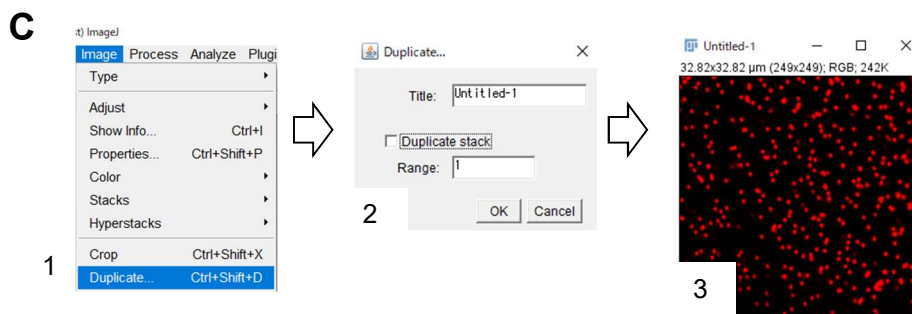 C
t) ImageJ
Image Process Analyze Plugi
Type
Adjust
Show Info... Ctrl+I
Properties... Ctrl+Shift+P
Color
Stacks
Hyperstacks
Crop Ctrl+Shift+X
Duplicate... Ctrl+Shift+D
1
Duplicate...
Title: Untitled-1
Duplicate stack
Range: 1
OK Cancel
2
Untitled-1
32.82x32.82 µm (249x249); RGB; 242K
3